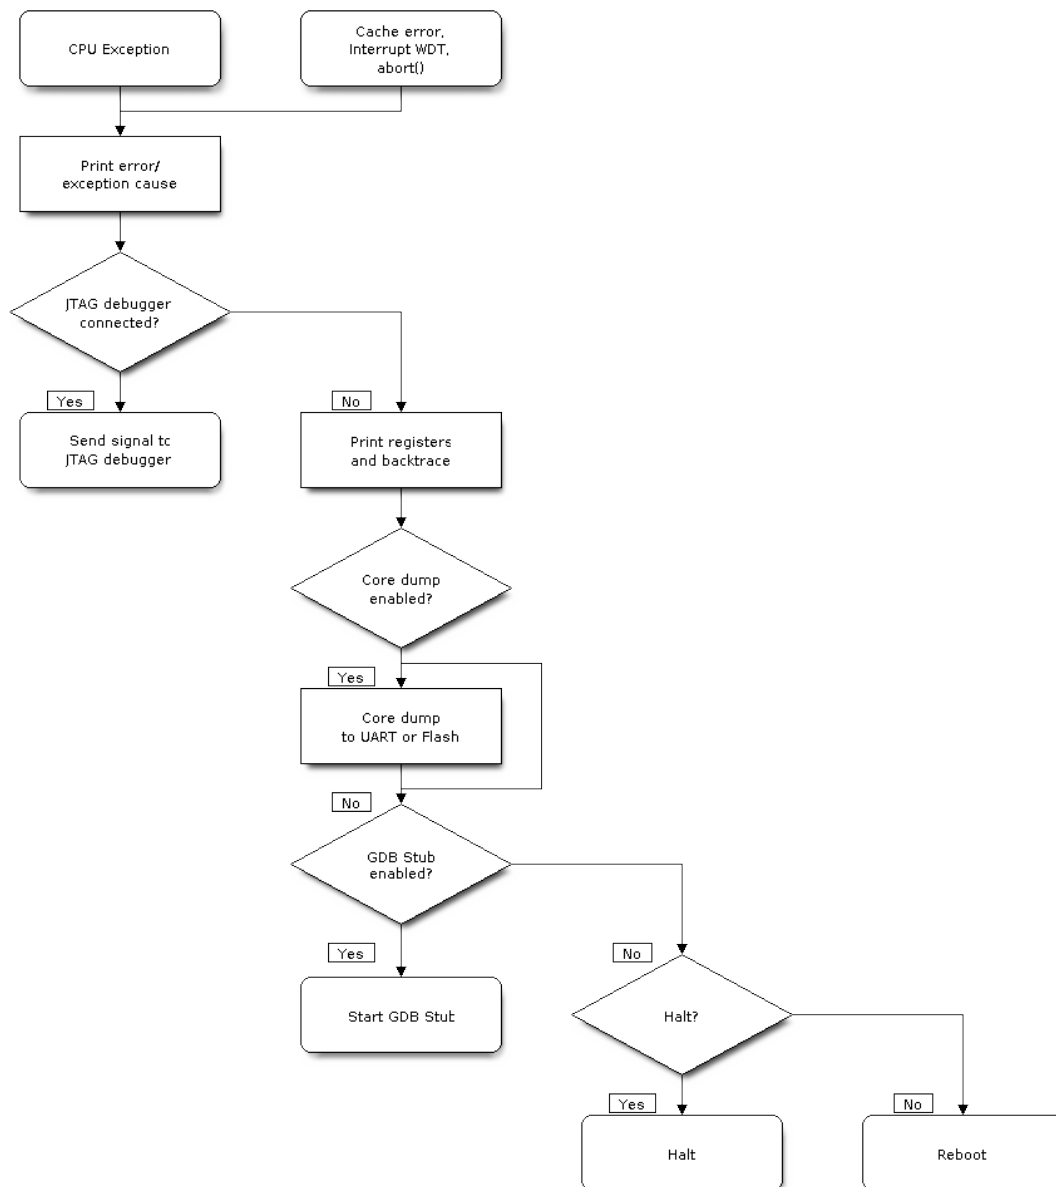 CPU Exception
Cache error,
Interrupt WDT,
abort()
Print error/
exception cause
JTAG debugger
connected?
Yes
No
Send signal to
JTAG debugger
Print registers
and backtrace
Core dump
enabled?
Yes
Core dump
to UART or Flash
No
GDB Stub
enabled?
Yes
No
Start GDB Stub
Halt?
Yes
No
Halt
Reboot